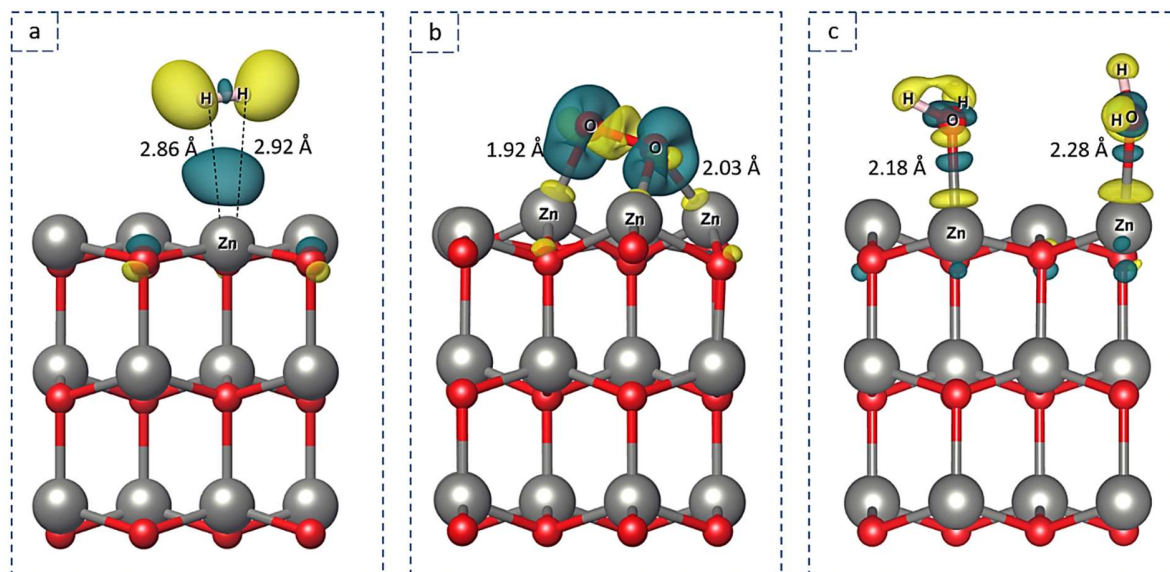 a
H H
2.86 Å 2.92 Å
Zn
b
O
O
1.92 Å
2.03 Å
Zn Zn Zn
c
H H
O
2.18 Å
Zn
H
H O
2.28 Å
Zn